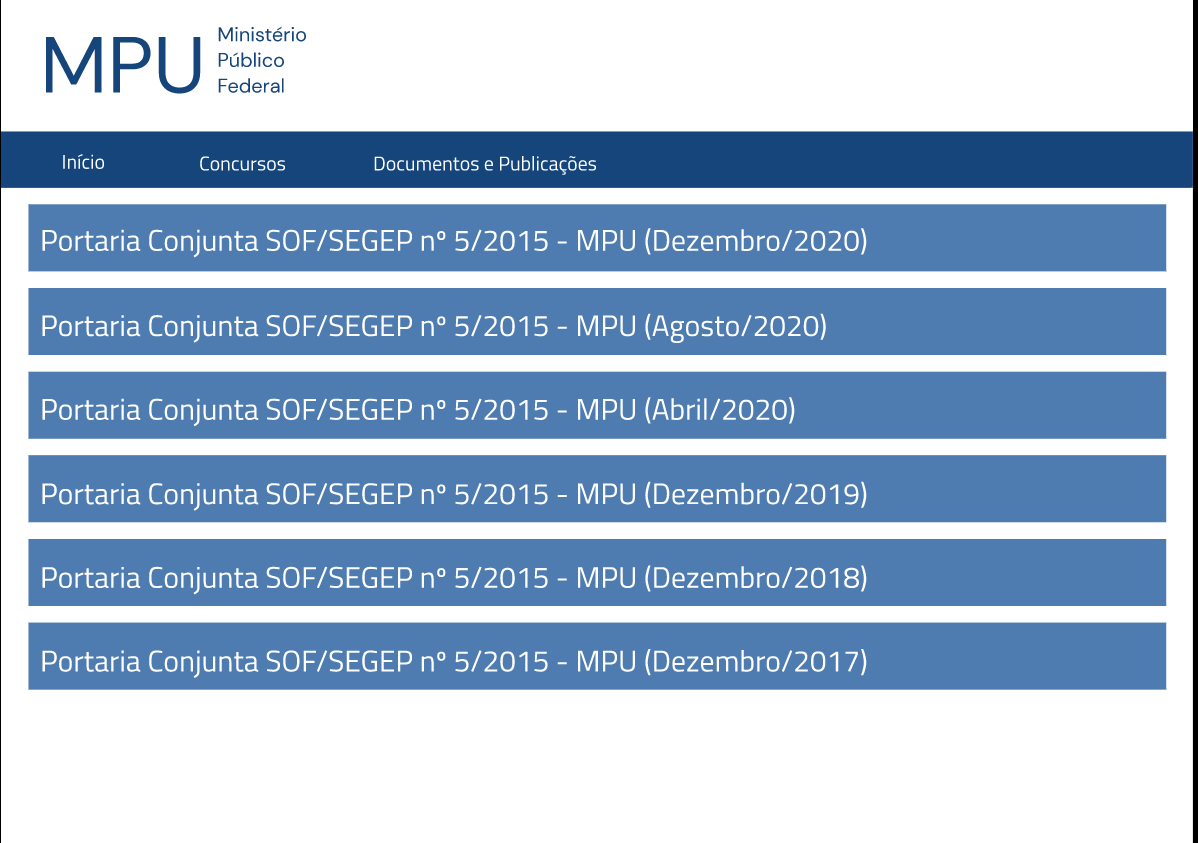 MPU
Ministério
Público
Federal
Início
Concursos
Documentos e Publicações
Portaria Conjunta SOF/SEGEP nº 5/2015 - MPU (Dezembro/2020)
Portaria Conjunta SOF/SEGEP nº 5/2015 - MPU (Agosto/2020)
Portaria Conjunta SOF/SEGEP nº 5/2015 - MPU (Abril/2020)
Portaria Conjunta SOF/SEGEP nº 5/2015 - MPU (Dezembro/2019)
Portaria Conjunta SOF/SEGEP nº 5/2015 - MPU (Dezembro/2018)
Portaria Conjunta SOF/SEGEP nº 5/2015 - MPU (Dezembro/2017)